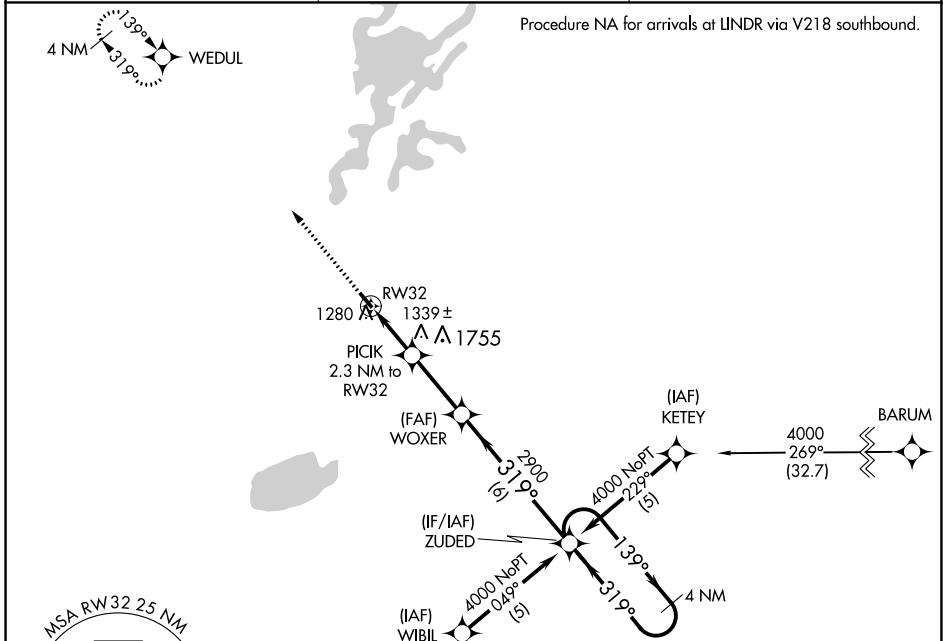 Procedure NA for arrivals at LINDR via V218 southbound.
139°
4 NM
319°
WEDUL
RW32
1280
1339 ±
1755
PICIK
2.3 NM to
RW32
(FAF)
WOXER
(IAF)
KETEY
BARUM
4000
269°
(32.7)
2900
319°
(6)
4000 NoPT
229°
(5)
(IF/IAF)
ZUDED
139°
319°
4 NM
4000 NoPT
049°
(5)
(IAF)
WIBIL
MSA RW32 25 NM